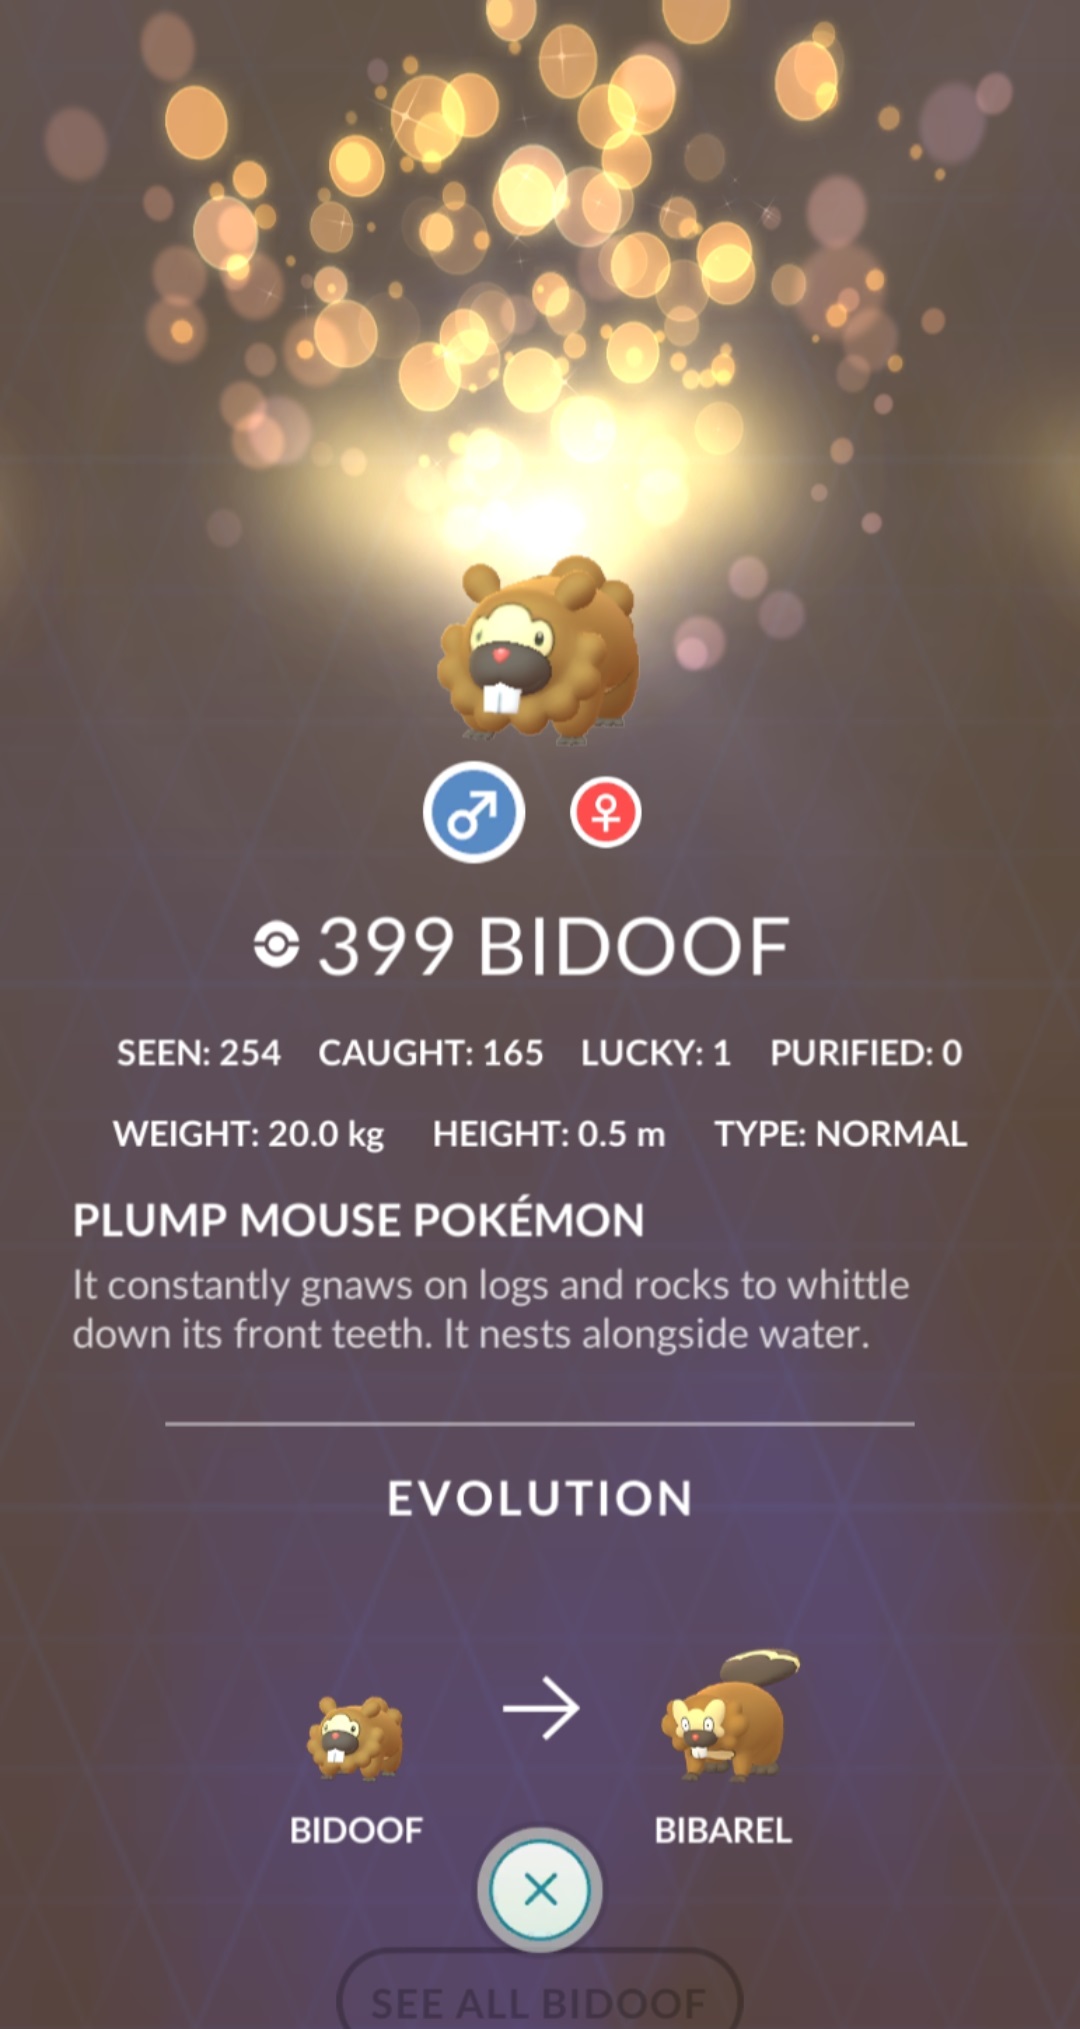 399 BIDOOF
SEEN: 254 CAUGHT: 165 LUCKY: 1 PURIFIED: 0
WEIGHT: 20.0 kg HEIGHT: 0.5 m TYPE: NORMAL
PLUMP MOUSE POKÉMON
It constantly gnaws on logs and rocks to whittle
down its front teeth. It nests alongside water.
EVOLUTION
BIDOOF BIBAREL
SEE ALL BIDOOF